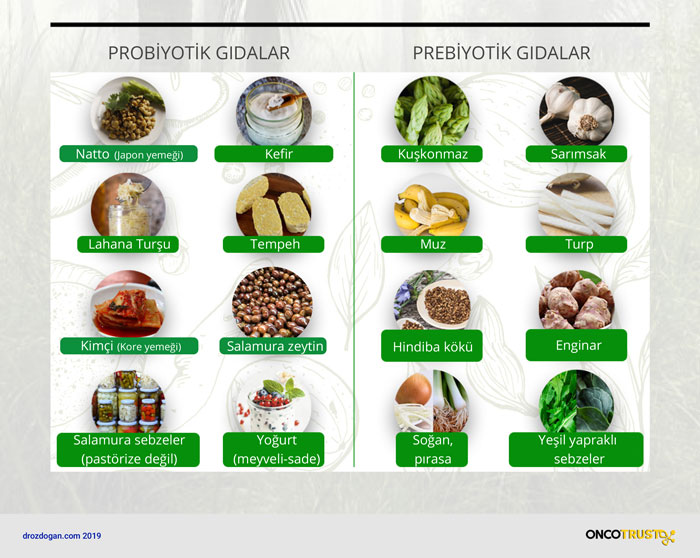 PROBİYOTİK GIDALAR
PREBİYOTİK GIDALAR
Natto (Japon yemeği)
Kefir
Kuşkonmaz
Sarımsak
Lahana Turşu
Tempeh
Muz
Turp
Kimçi (Kore yemeği)
Salamura zeytin
Hindiba kökü
Enginar
Salamura sebzeler
(pastörize değil)
Yoğurt
(meyveli-sade)
Soğan,
pırasa
Yeşil yapraklı
sebzeler
drozdogan.com 2019
ONCOTRUST